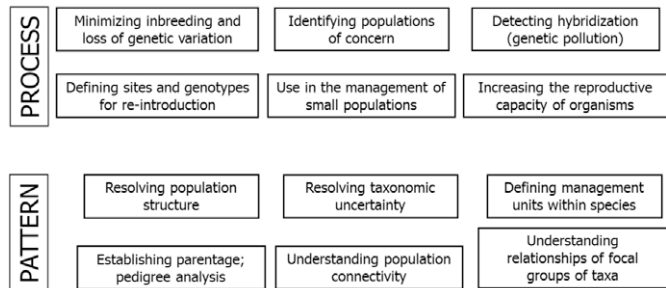 PROCESS
Minimizing inbreeding and
loss of genetic variation
Identifying populations
of concern
Detecting hybridization
(genetic pollution)
Defining sites and genotypes
for re-introduction
Use in the management of
small populations
Increasing the reproductive
capacity of organisms
PATTERN
Resolving population
structure
Resolving taxonomic
uncertainty
Defining management
units within species
Establishing parentage;
pedigree analysis
Understanding population
connectivity
Understanding
relationships of focal
groups of taxa